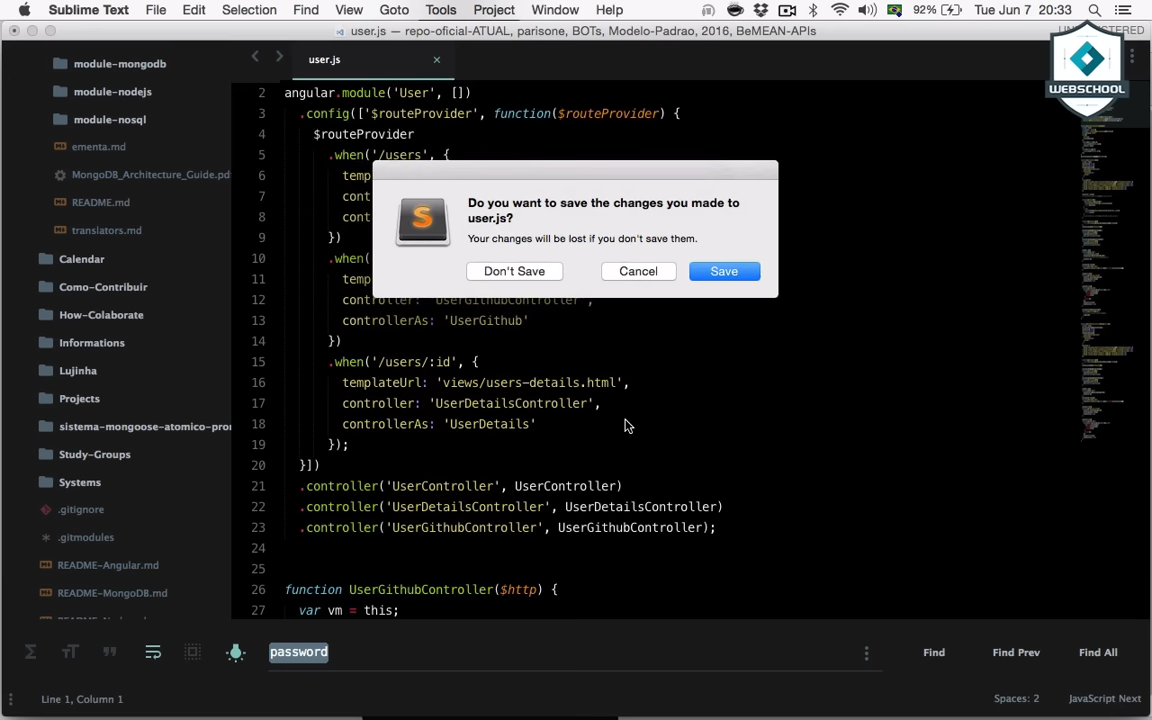 Sublime Text File Edit Selection Find View Goto Tools Project Window Help 92% Tue Jun 7 20:33
user.js — repo-oficial-ATUAL, parisone, BOTs, Modelo-Padrao, 2016, BeMEAN-APIs
WEBSCHOOL
user.js
module-mongodb
module-nodejs
module-nosql
ementa.md
MongoDB_Architecture_Guide.pdf
README.md
translators.md
Calendar
Como-Contribuir
How-Colaborate
Informations
Lujinha
Projects
sistema-mongoose-atomico-pro
Study-Groups
Systems
.gitignore
.gitmodules
README-Angular.md
README-MongoDB.md
2 angular.module('User', [])
3 .config(['$routeProvider', function($routeProvider) {
4 $routeProvider
5 .when('/users', {
6 temp
7 cont
8 cont
9 })
10 .when(
11 temp
12 controller: 'UserGithubController',
13 controllerAs: 'UserGithub'
14 })
15 .when('/users/:id', {
16 templateUrl: 'views/users-details.html',
17 controller: 'UserDetailsController',
18 controllerAs: 'UserDetails'
19 });
20 }])
21 .controller('UserController', UserController)
22 .controller('UserDetailsController', UserDetailsController)
23 .controller('UserGithubController', UserGithubController);
24
25
26 function UserGithubController($http) {
27 var vm = this;
Do you want to save the changes you made to
user.js?
Your changes will be lost if you don't save them.
Don't Save Cancel Save
password Find Find Prev Find All
Line 1, Column 1 Spaces: 2 JavaScript Next